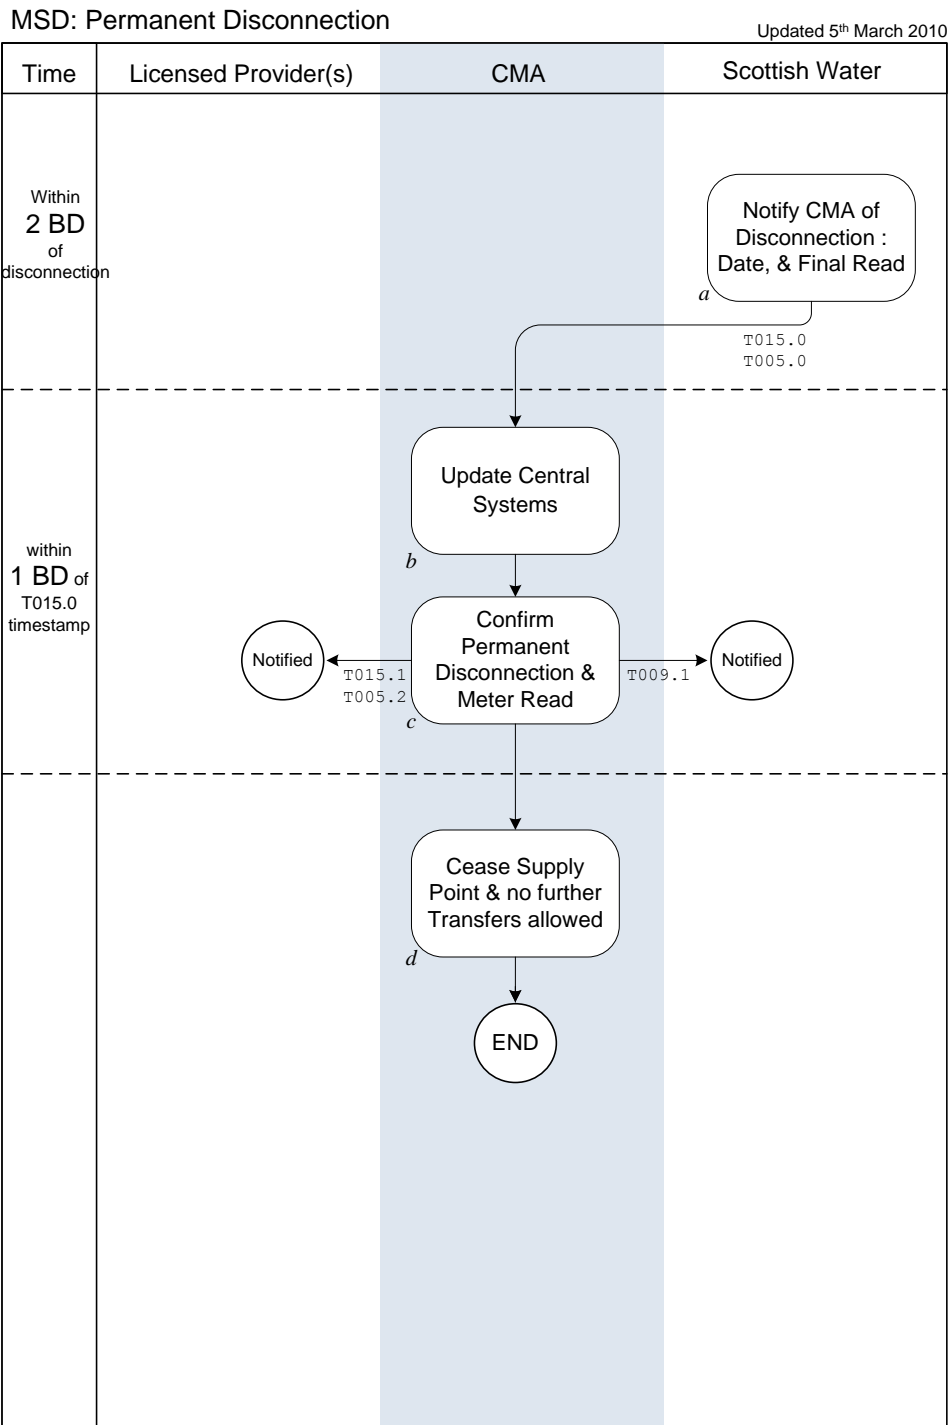 MSD: Permanent Disconnection
Updated 5th March 2010
Time
Licensed Provider(s)
CMA
Scottish Water
Within
2 BD
of
disconnection
Notify CMA of
Disconnection :
Date, & Final Read
a
T015.0
T005.0
Update Central
Systems
b
within
1 BD of
T015.0
timestamp
Confirm
Permanent
Disconnection &
Meter Read
c
Notified
T015.1
T005.2
T009.1
Notified
Cease Supply
Point & no further
Transfers allowed
d
END